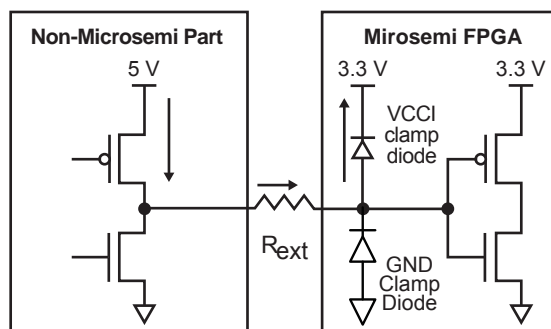 Non-Microsemi Part
5 V
Rext
Mirosemi FPGA
3.3 V
3.3 V
VCCI
clamp
diode
GND
Clamp
Diode